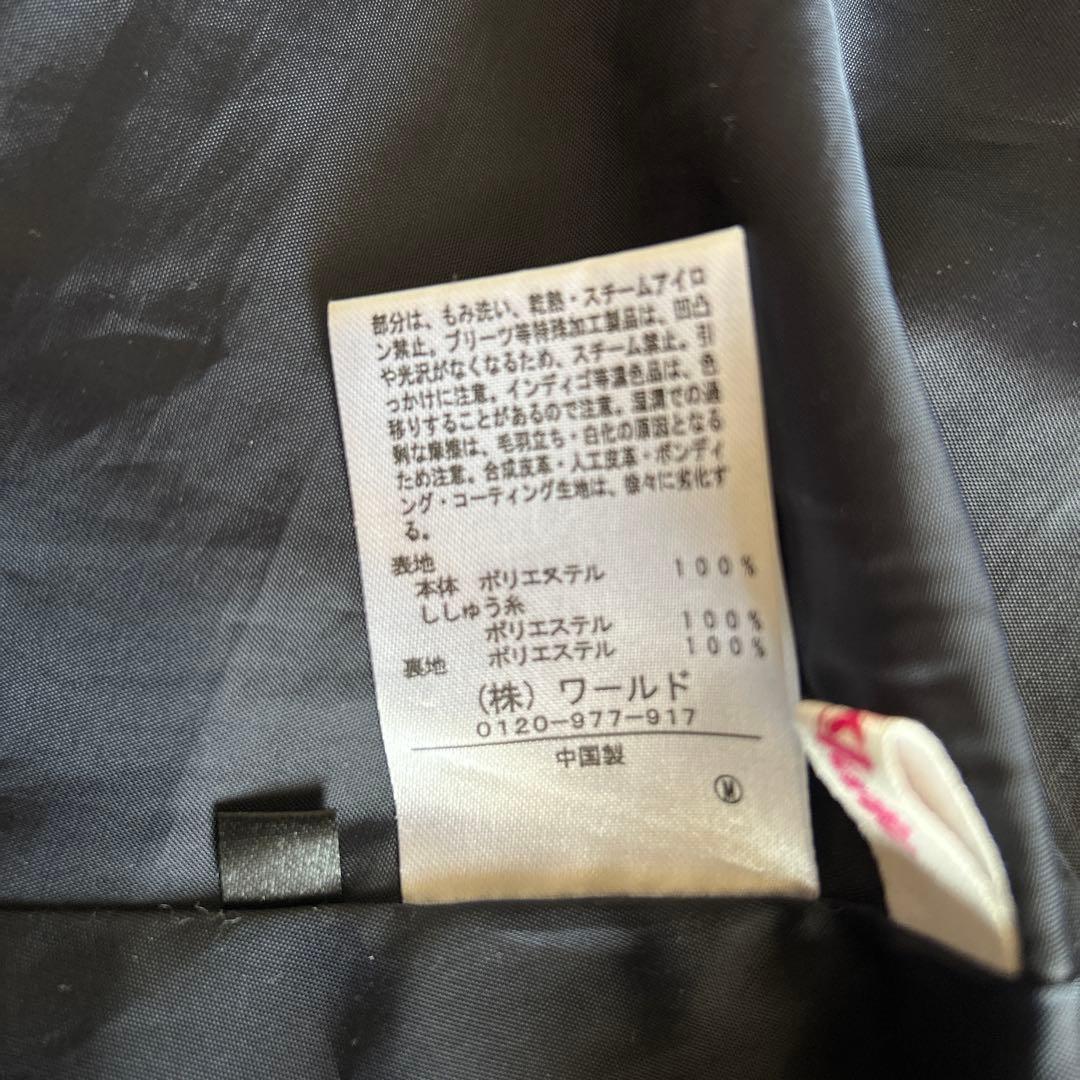 部分は、もみ洗い、乾熱・スチームアイロ
ン禁止。プリーツ等特殊加工製品は、凹凸
や光沢がなくなるため、スチーム禁止。引
っかけに注意。インディゴ等濃色品は、色
移りすることがあるので注意。湿潤での過
剰な摩擦は、毛羽立ち・白化の原因となる
ため注意。合成皮革・人工皮革・ボンディ
ング・コーティング生地は、徐々に劣化す
る。
表地
本体 ポリエステル 100%
ししゅう糸
ポリエステル 100%
裏地 ポリエステル 100%
(株) ワールド
0120-977-917
中国製
M